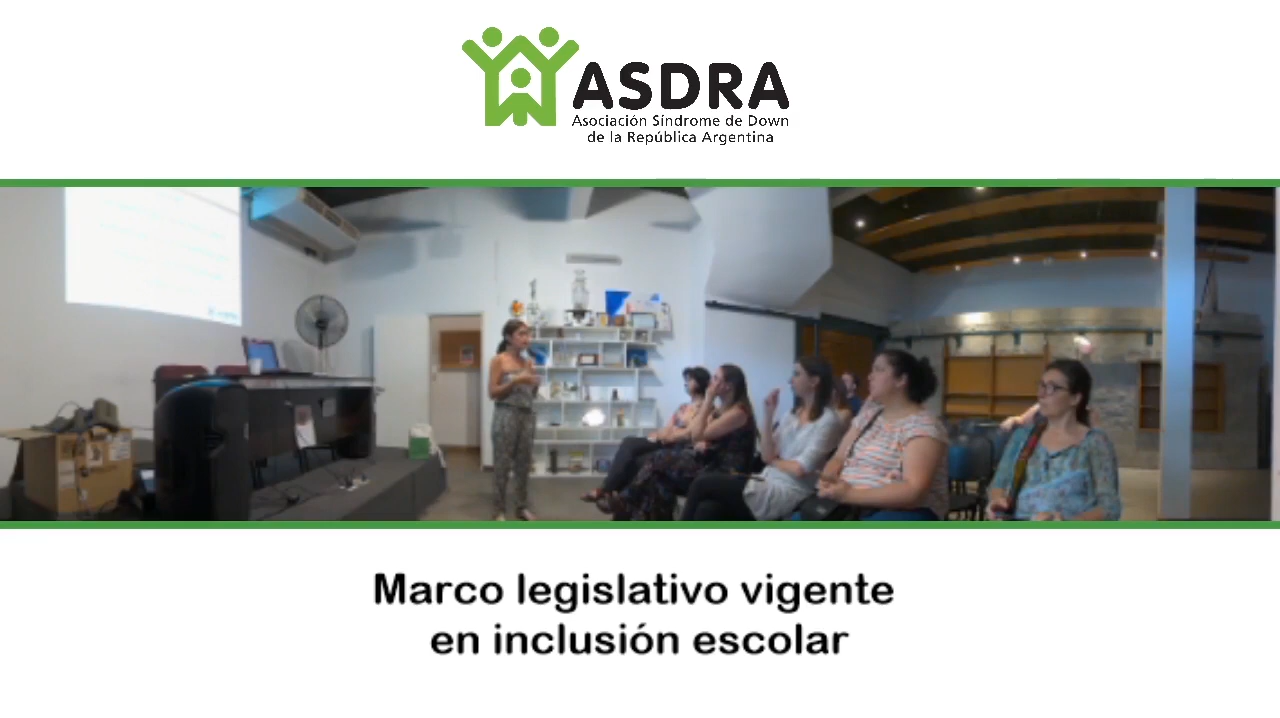 ASDRA
Asociación Síndrome de Down
de la República Argentina
Marco legislativo vigente
en inclusión escolar